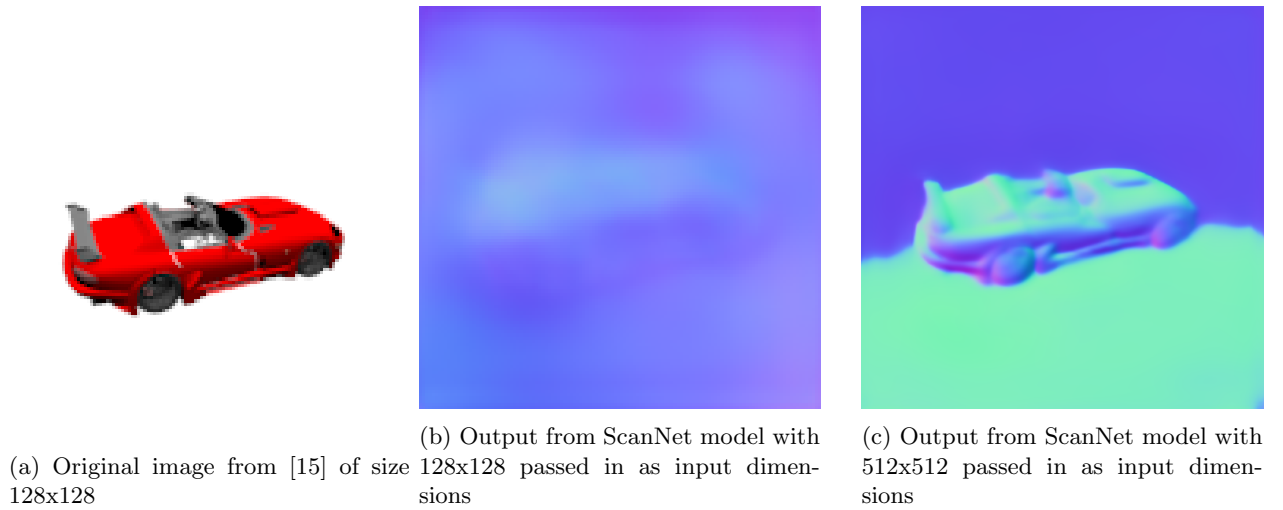 (a) Original image from [15] of size
128x128
(b) Output from ScanNet model with
128x128 passed in as input dimen-
sions
(c) Output from ScanNet model with
512x512 passed in as input dimen-
sions